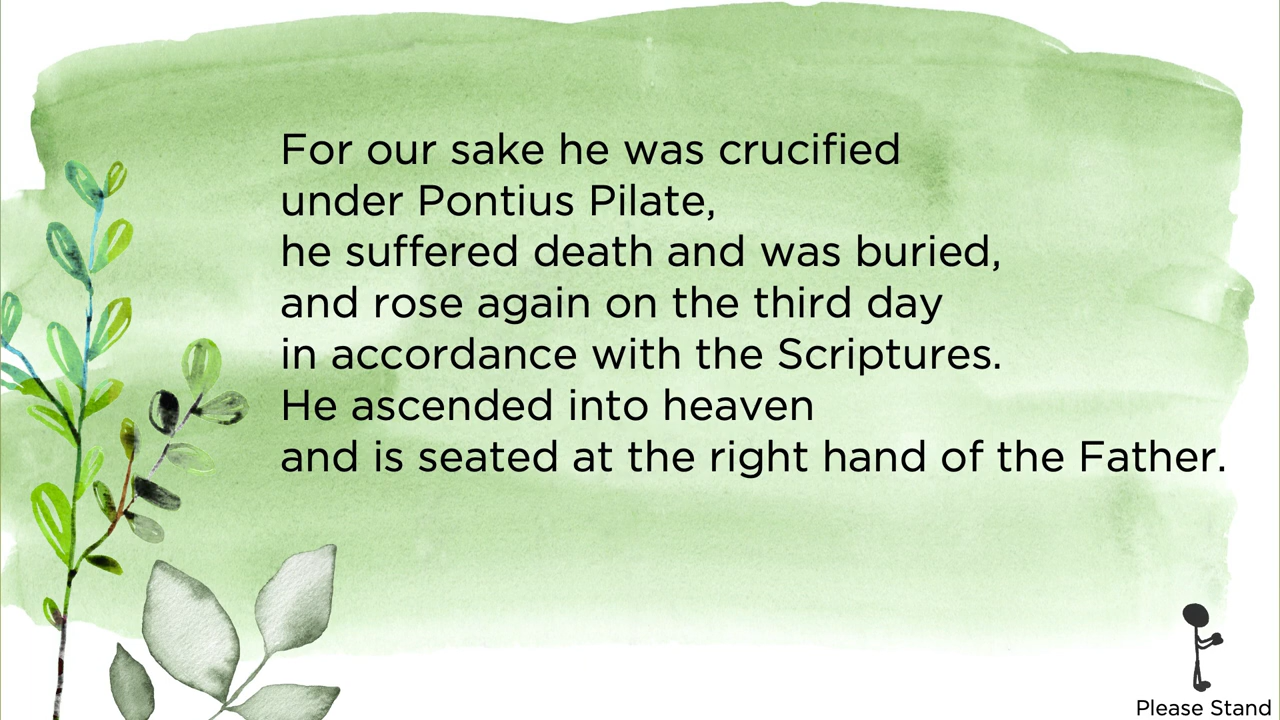 For our sake he was crucified
under Pontius Pilate,
he suffered death and was buried,
and rose again on the third day
in accordance with the Scriptures.
He ascended into heaven
and is seated at the right hand of the Father.
Please Stand